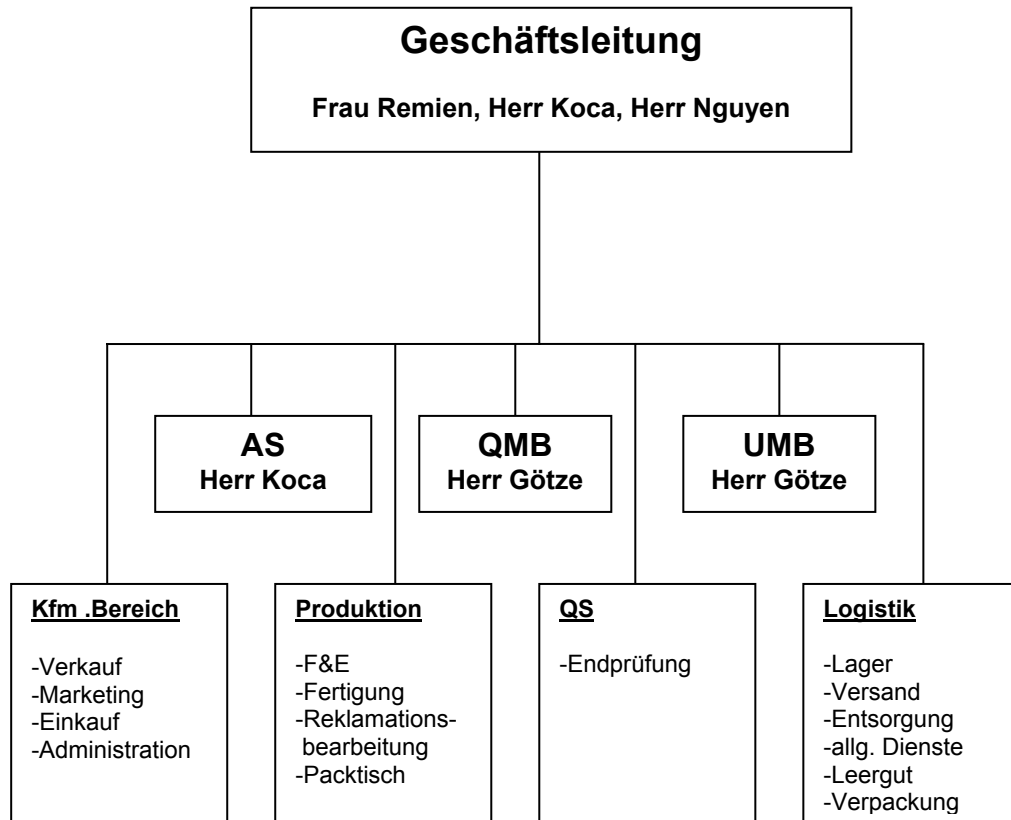 Geschäftsleitung
Frau Remien, Herr Koca, Herr Nguyen
AS
Herr Koca
QMB
Herr Götze
UMB
Herr Götze
Kfm .Bereich
-Verkauf
-Marketing
-Einkauf
-Administration
Produktion
-F&E
-Fertigung
-Reklamations-
bearbeitung
-Packtisch
QS
-Endprüfung
Logistik
-Lager
-Versand
-Entsorgung
-allg. Dienste
-Leergut
-Verpackung